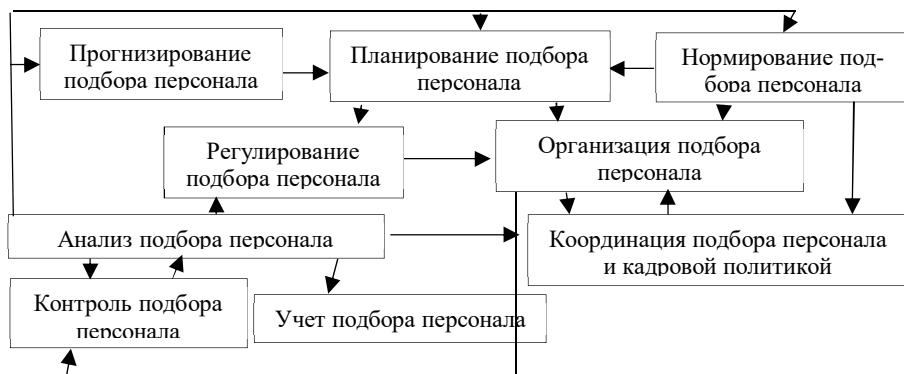 Прогнизирование
подбора персонала
Планирование подбора
персонала
Нормирование под-
бора персонала
Регулирование
подбора персонала
Организация подбора
персонала
Анализ подбора персонала
Координация подбора персонала
и кадровой политикой
Контроль подбора
персонала
Учет подбора персонала